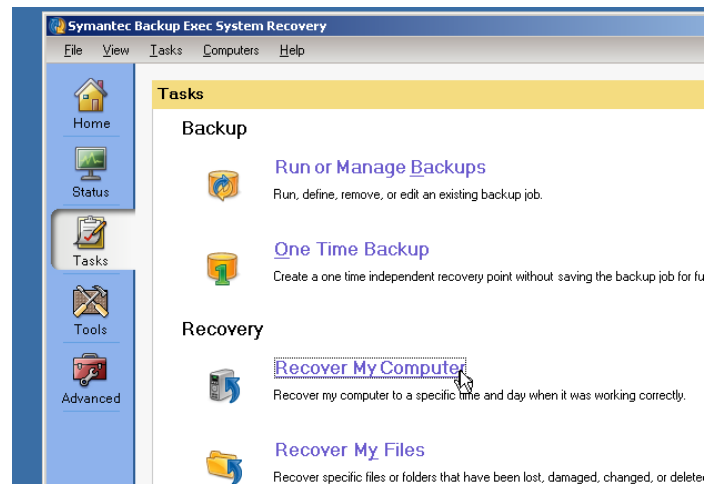 Symantec Backup Exec System Recovery
File View Tasks Computers Help
Tasks
Home
Backup
Run or Manage Backups
Run, define, remove, or edit an existing backup job.
Status
One Time Backup
Create a one time independent recovery point without saving the backup job for fu
Tasks
Recovery
Tools
Recover My Computer
Recover my computer to a specific time and day when it was working correctly.
Advanced
Recover My Files
Recover specific files or folders that have been lost, damaged, changed, or delete